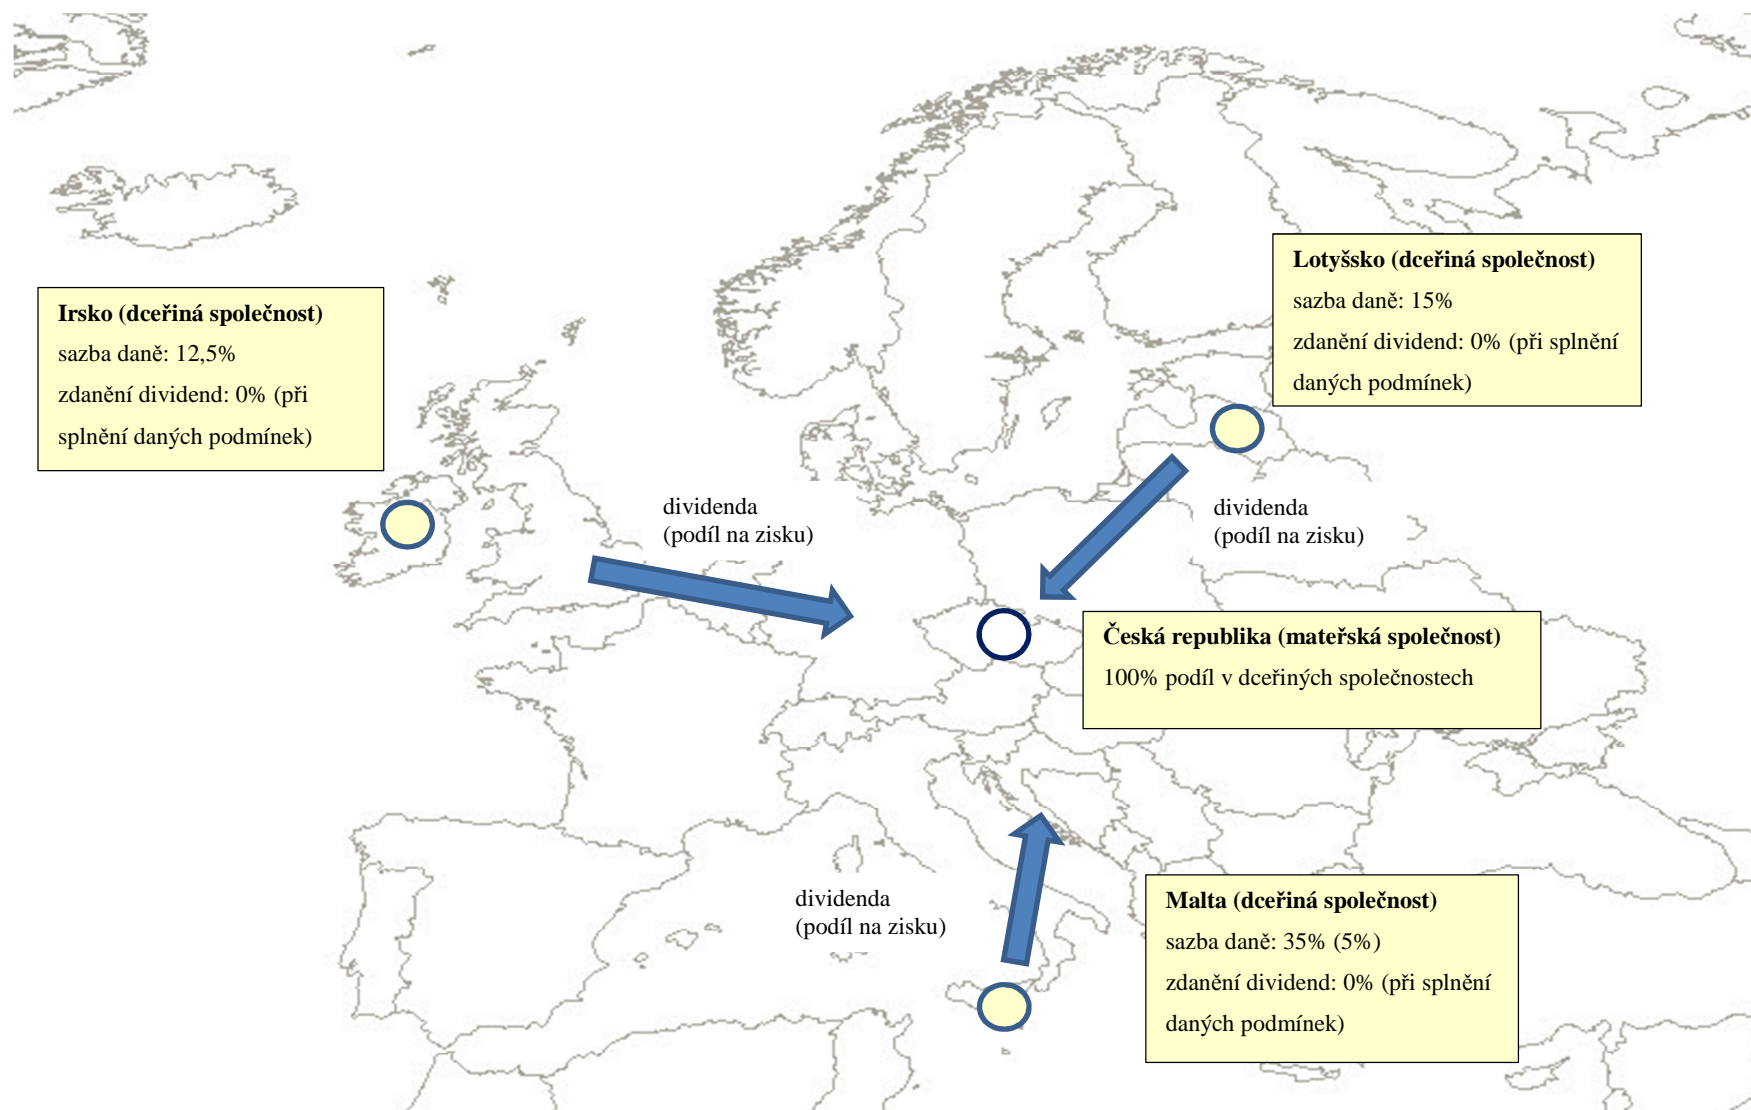 Lotyšsko (dceřiná společnost)
sazba daně: 15%
zdanění dividend: 0% (při splnění
daných podmínek)
Irsko (dceřiná společnost)
sazba daně: 12,5%
zdanění dividend: 0% (při
splnění daných podmínek)
dividenda
(podíl na zisku)
dividenda
(podíl na zisku)
Česká republika (mateřská společnost)
100% podíl v dceřiných společnostech
dividenda
(podíl na zisku)
Malta (dceřiná společnost)
sazba daně: 35% (5%)
zdanění dividend: 0% (při splnění
daných podmínek)